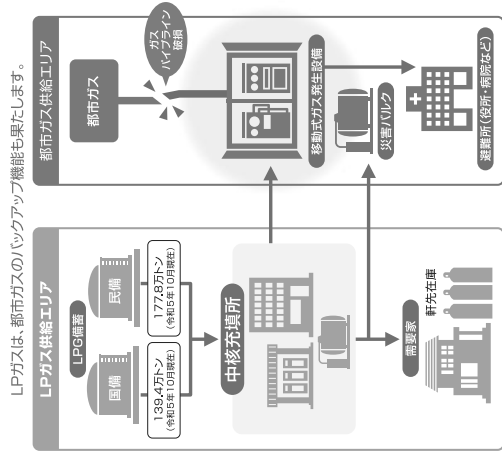 LPガスは、都市ガスのバックアップ機能も果たします。
LPガス供給エリア
LPG備蓄
国備
民備
139.4万トン
（令和5年10月現在）
177.8万トン
（令和5年10月現在）
中核充填所
需要家
軒先在庫
都市ガス供給エリア
都市ガス
ガス
パイプライン
破損
移動式ガス発生設備
災害バルク
避難所（役所・病院など）